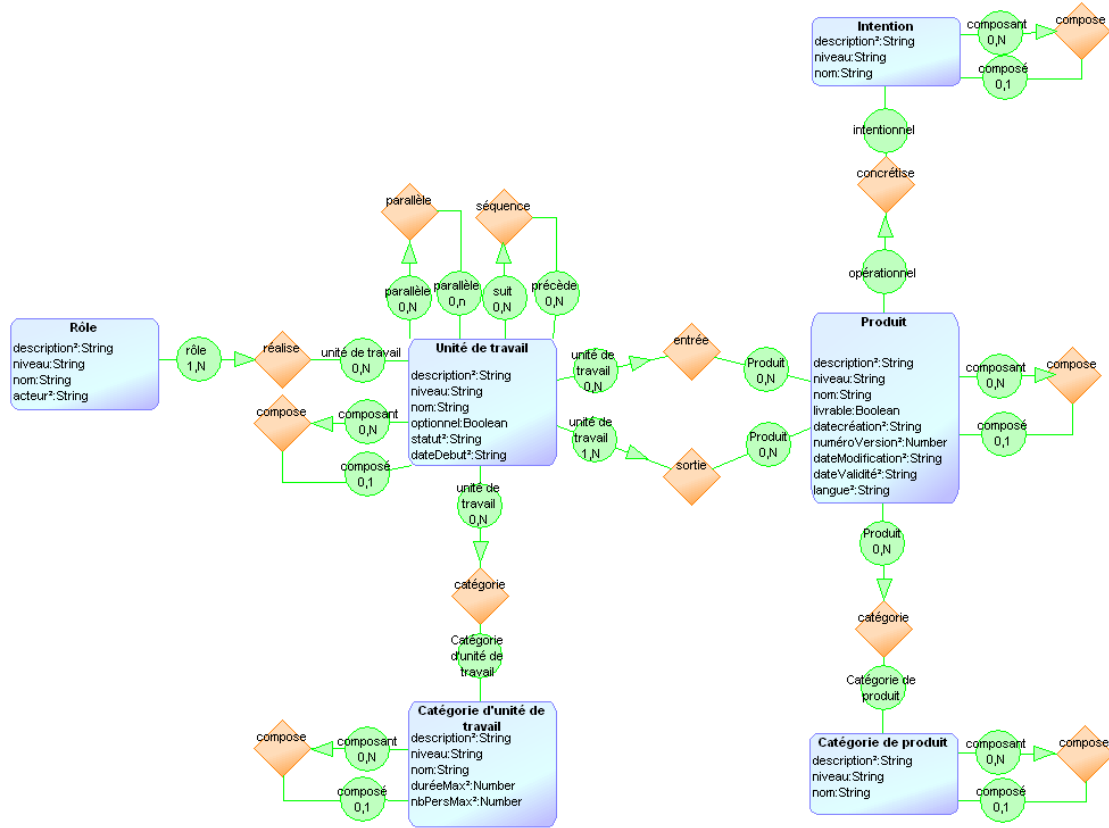 Intention
description²:String
niveau:String
nom:String
composant
0,N
compose
composé
0,1
intentionnel
concrétise
opérationnel
parallèle
séquence
parallèle
0,N
parallèle
0,n
suit
0,N
précède
0,N
Rôle
description²:String
niveau:String
nom:String
acteur²:String
rôle
1,N
réalise
unité de travail
0,N
Unité de travail
description²:String
niveau:String
nom:String
optionnel:Boolean
statut²:String
dateDebut²:String
compose
composant
0,N
composé
0,1
unité de
travail
0,N
entrée
Produit
0,N
unité de
travail
1,N
sortie
Produit
0,N
Produit
description²:String
niveau:String
nom:String
livrable:Boolean
datecréation²:String
numéroVersion²:Number
dateModification²:String
dateValidité²:String
langue²:String
composant
0,N
compose
composé
0,1
unité de
travail
0,N
catégorie
Catégorie
d'unité de
travail
Catégorie d'unité de
travail
description²:String
niveau:String
nom:String
duréeMax²:Number
nbPersMax²:Number
compose
composant
0,N
composé
0,1
Produit
0,N
catégorie
Catégorie de
produit
Catégorie de produit
description²:String
niveau:String
nom:String
composant
0,N
compose
composé
0,1